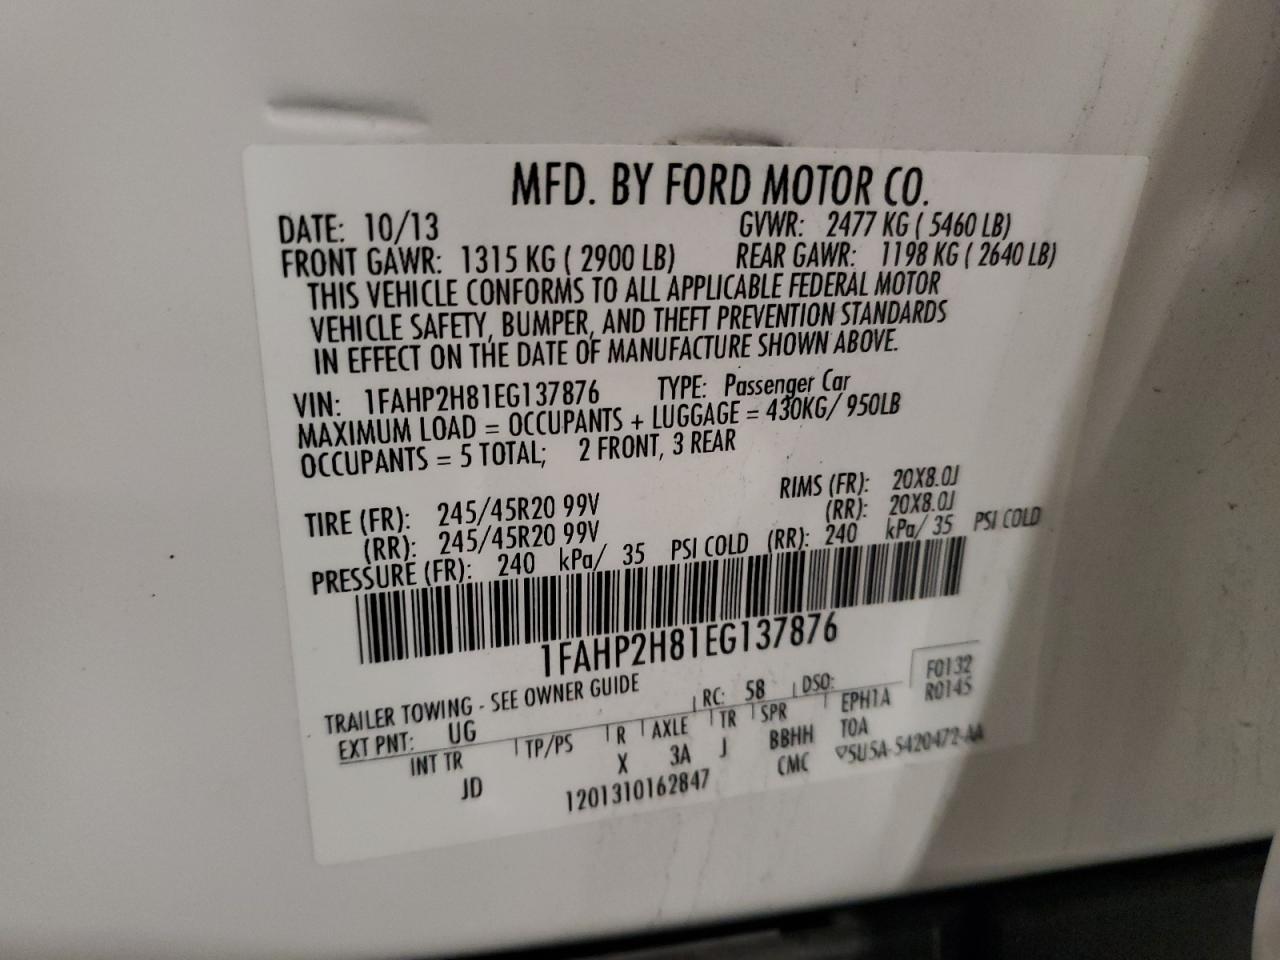 MFD. BY FORD MOTOR CO.
DATE: 10/13 GVWR: 2477 KG ( 5460 LB)
FRONT GAWR: 1315 KG ( 2900 LB) REAR GAWR: 1198 KG ( 2640 LB)
THIS VEHICLE CONFORMS TO ALL APPLICABLE FEDERAL MOTOR
VEHICLE SAFETY, BUMPER, AND THEFT PREVENTION STANDARDS
IN EFFECT ON THE DATE OF MANUFACTURE SHOWN ABOVE.
VIN: 1FAHP2H81EG137876 TYPE: Passenger Car
MAXIMUM LOAD = OCCUPANTS + LUGGAGE = 430KG/ 950LB
OCCUPANTS = 5 TOTAL; 2 FRONT, 3 REAR
TIRE (FR): 245/45R20 99V RIMS (FR): 20X8.0J
(RR): 245/45R20 99V (RR): 20X8.0J
PRESSURE (FR): 240 kPa/ 35 PSI COLD (RR): 240 kPa/ 35 PSI COLD
1FAHP2H81EG137876
TRAILER TOWING - SEE OWNER GUIDE
F0132
R0145
EXT PNT: UG RC: 58 DSO:
INT TR TP/PS R AXLE TR SPR EPH1A
JD X 3A J BBHH TOA
1201310162847 CMC ▽5U5A-5420472-AA